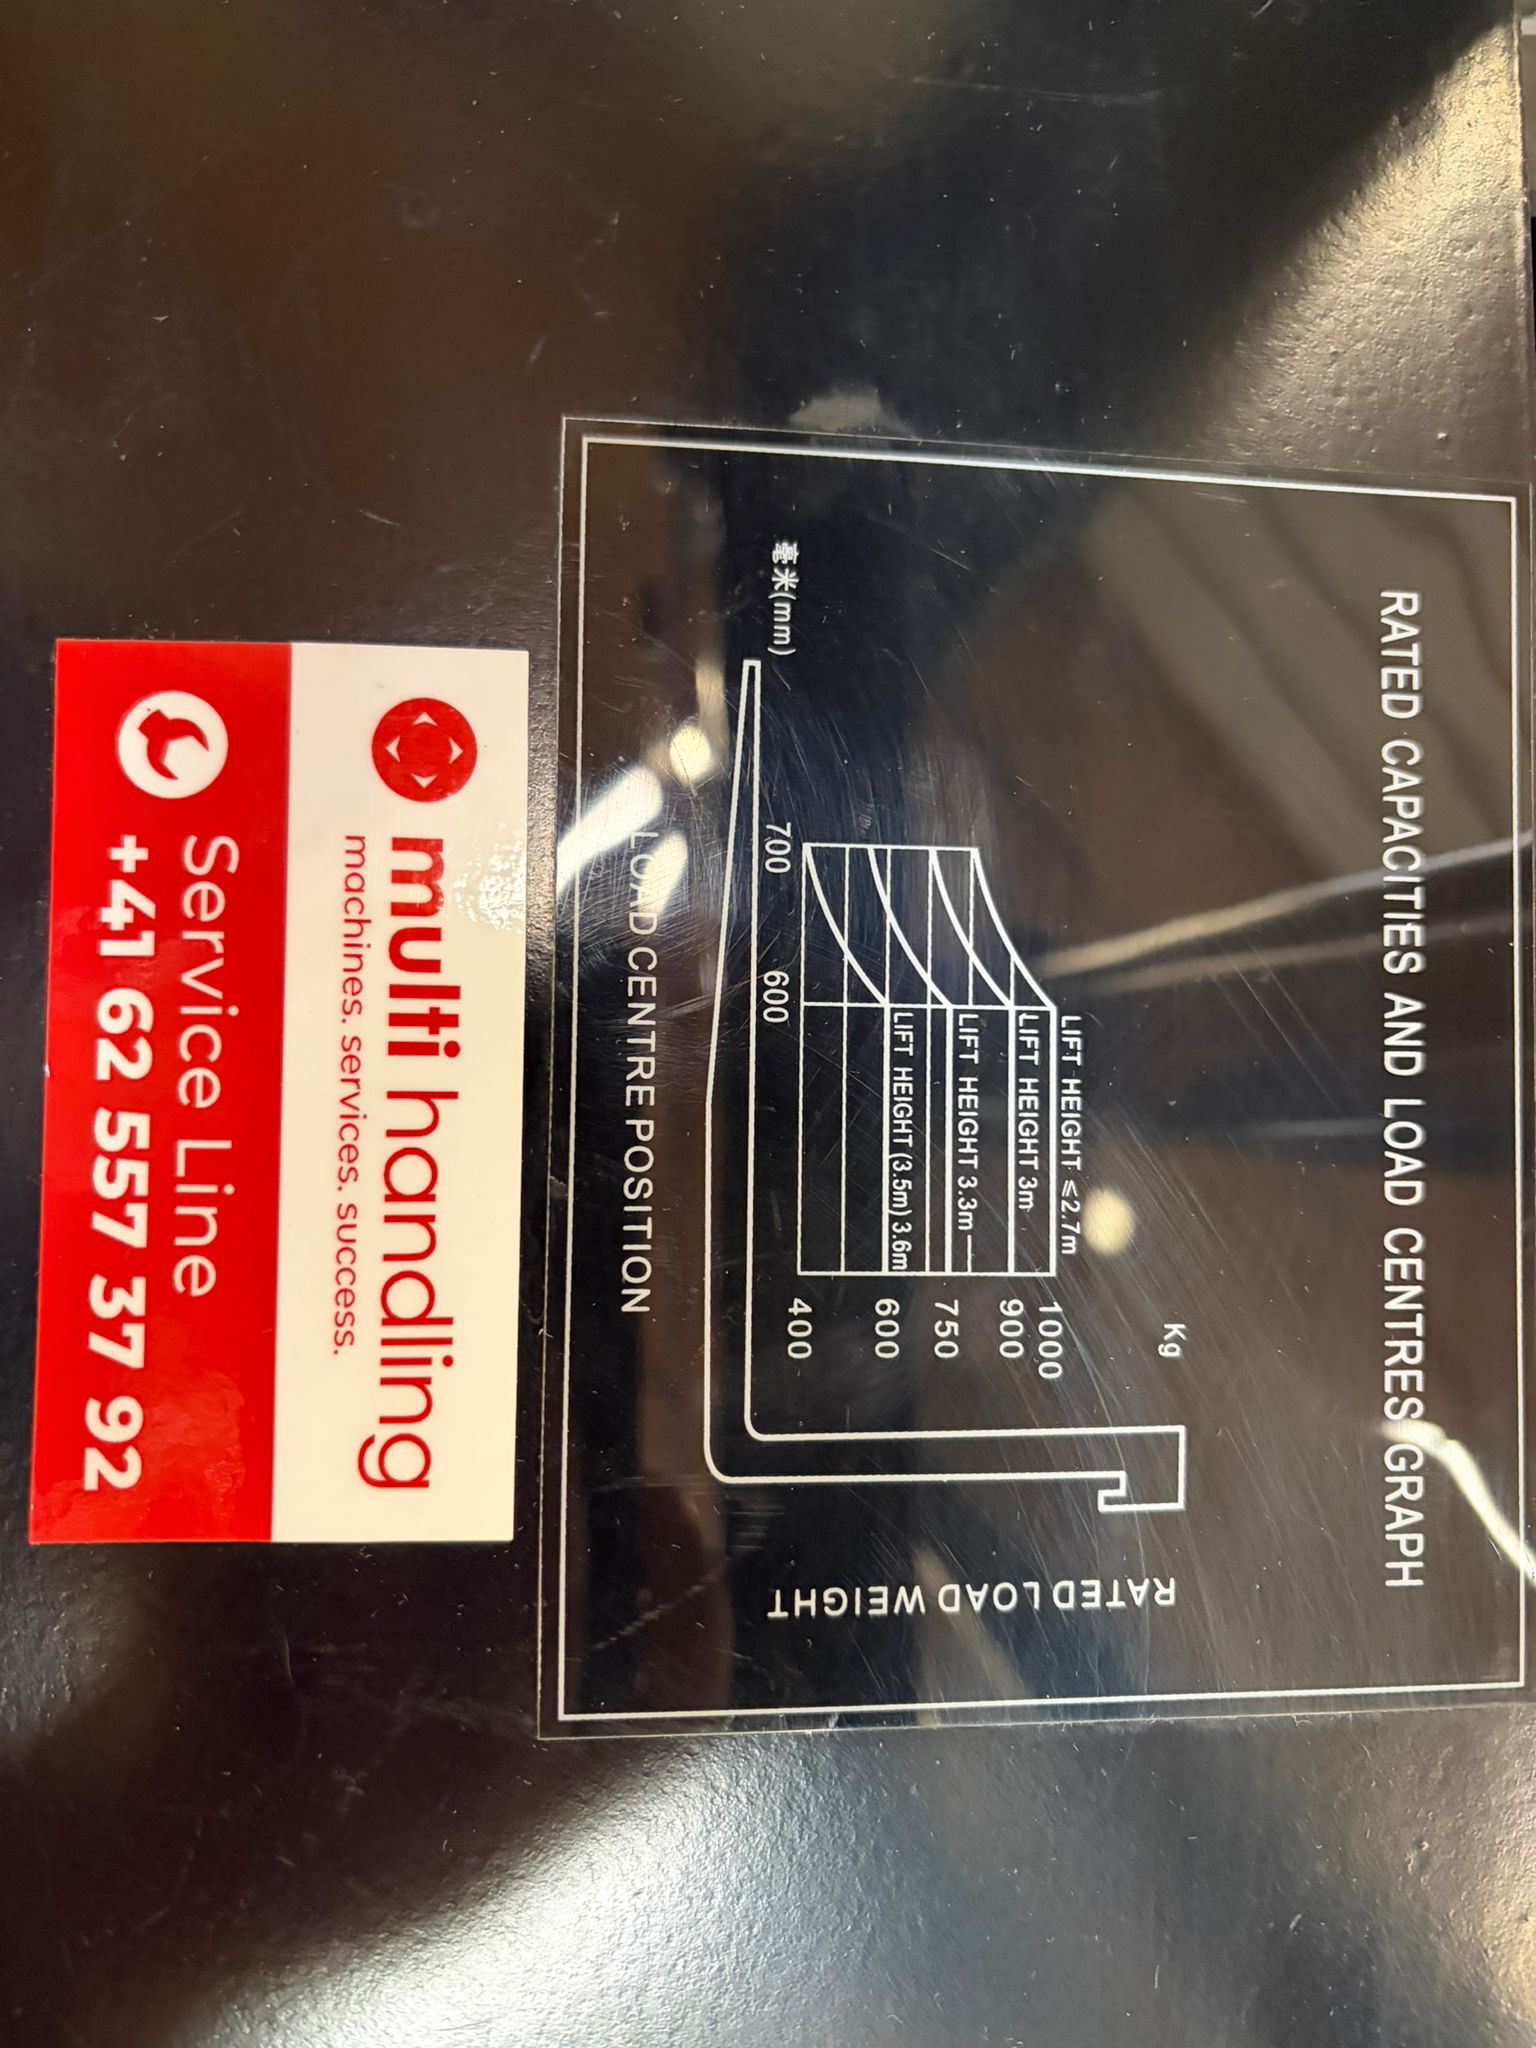 RATED CAPACITIES AND LOAD CENTRES GRAPH
Kg
LIFT HEIGHT ≤2.7m
1000
LIFT HEIGHT 3m
900
LIFT HEIGHT 3.3m
750
LIFT HEIGHT (3.5m) 3.6m
600
400
毫米(mm)
700
600
RATED LOAD WEIGHT
LOAD CENTRE POSITION
multi handling
machines. services. success.
Service Line
+41 62 557 37 92